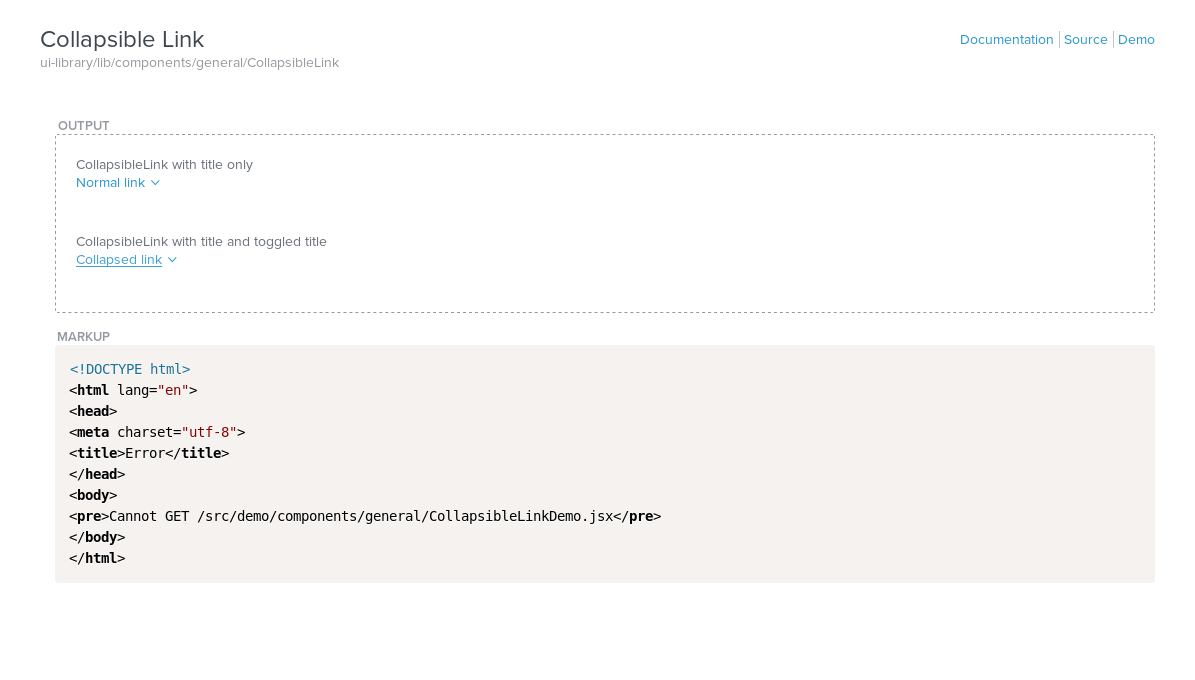 Collapsible Link
Documentation Source Demo
ui-library/lib/components/general/CollapsibleLink
OUTPUT
CollapsibleLink with title only
Normal link
CollapsibleLink with title and toggled title
Collapsed link
MARKUP
<!DOCTYPE html>
<html lang="en">
<head>
<meta charset="utf-8">
<title>Error</title>
</head>
<body>
<pre>Cannot GET /src/demo/components/general/CollapsibleLinkDemo.jsx</pre>
</body>
</html>